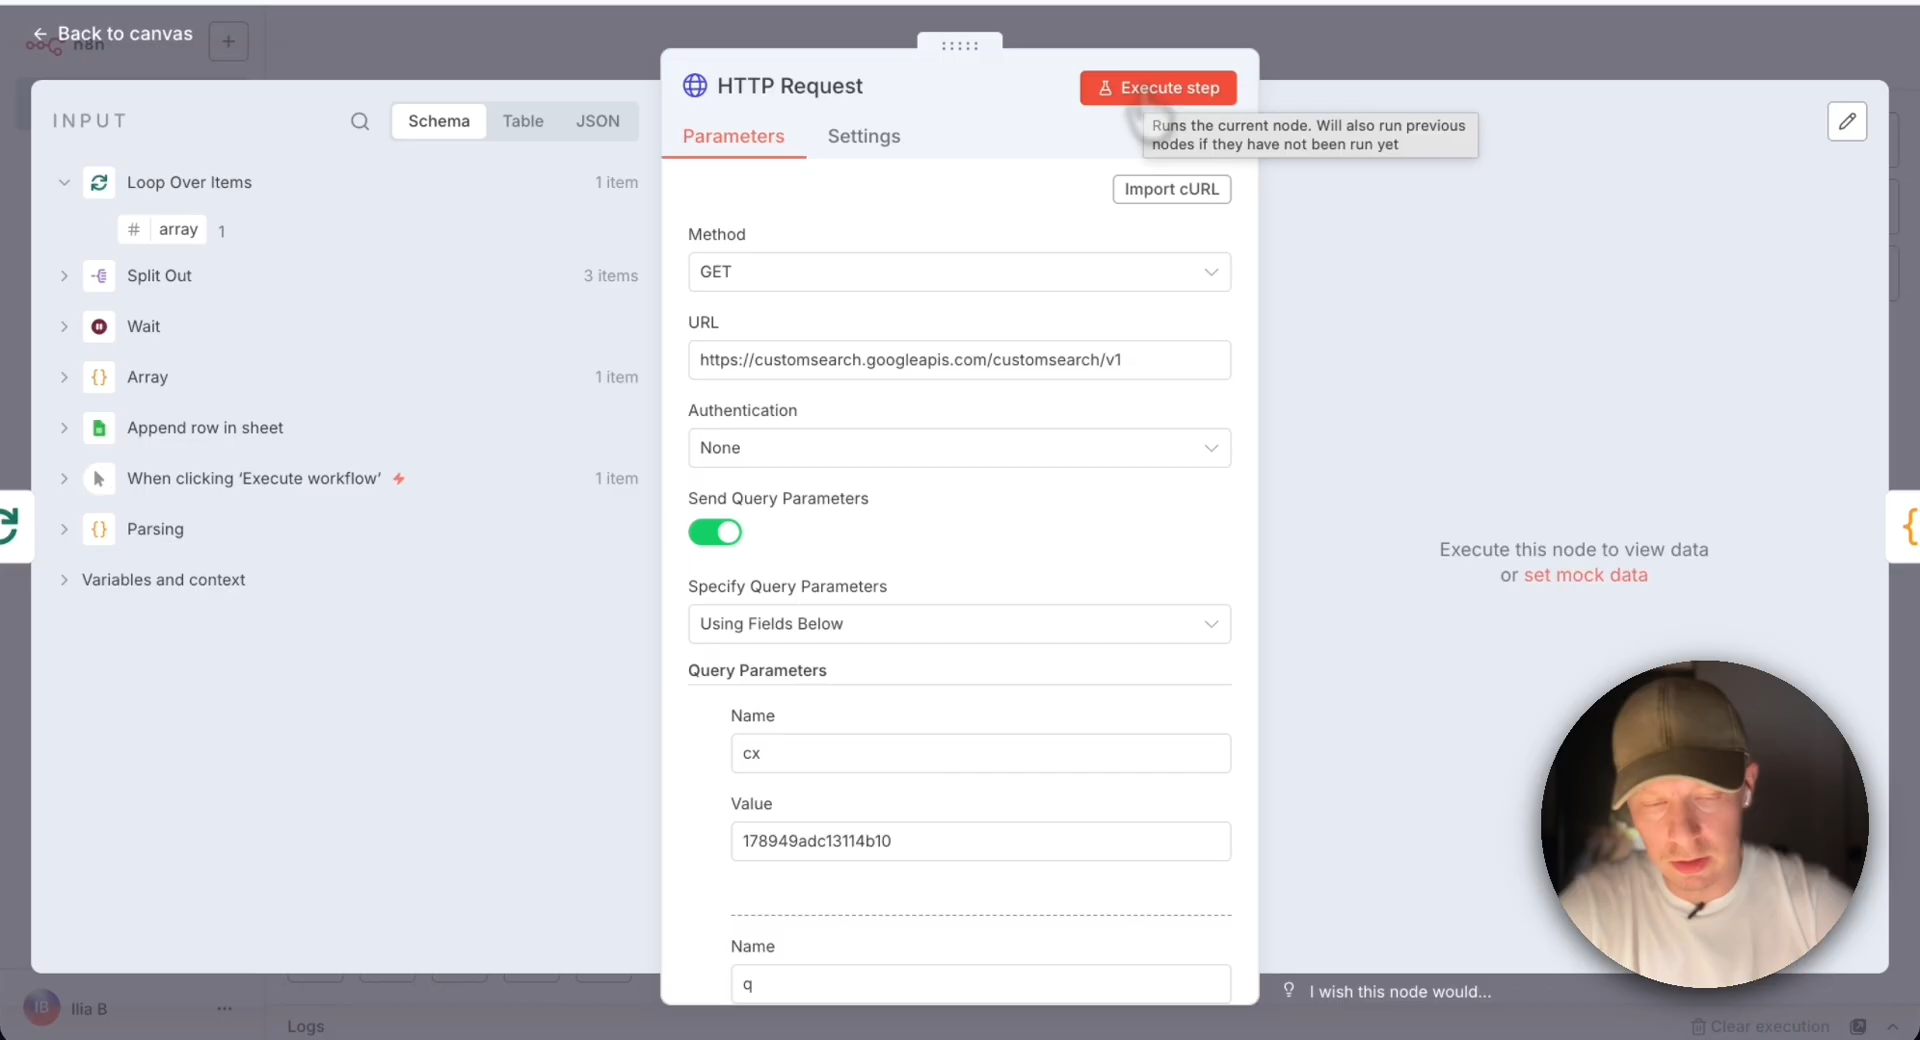 Back to canvas
n8n
INPUT
Schema
Table
JSON
Loop Over Items
1 item
# array 1
Split Out
3 items
Wait
Array
1 item
Append row in sheet
When clicking ‘Execute workflow’
1 item
Parsing
Variables and context
HTTP Request
Execute step
Runs the current node. Will also run previous
nodes if they have not been run yet
Parameters
Settings
Import cURL
Method
GET
URL
https://customsearch.googleapis.com/customsearch/v1
Authentication
None
Send Query Parameters
Specify Query Parameters
Using Fields Below
Query Parameters
Name
cx
Value
178949adc13114b10
Name
q
Execute this node to view data
or set mock data
I wish this node would...
IB
Ilia B
Logs
Clear execution